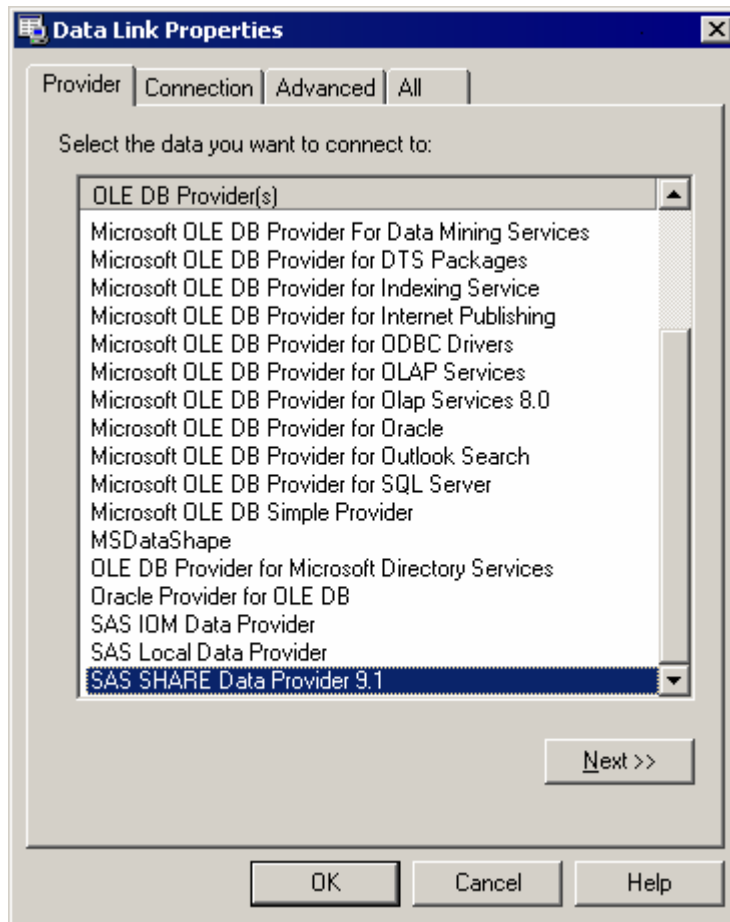 Data Link Properties
Provider
Connection
Advanced
All
Select the data you want to connect to:
OLE DB Provider(s)
Microsoft OLE DB Provider For Data Mining Services
Microsoft OLE DB Provider for DTS Packages
Microsoft OLE DB Provider for Indexing Service
Microsoft OLE DB Provider for Internet Publishing
Microsoft OLE DB Provider for ODBC Drivers
Microsoft OLE DB Provider for OLAP Services
Microsoft OLE DB Provider for Olap Services 8.0
Microsoft OLE DB Provider for Oracle
Microsoft OLE DB Provider for Outlook Search
Microsoft OLE DB Provider for SQL Server
Microsoft OLE DB Simple Provider
MSDataShape
OLE DB Provider for Microsoft Directory Services
Oracle Provider for OLE DB
SAS IOM Data Provider
SAS Local Data Provider
SAS SHARE Data Provider 9.1
Next >>
OK
Cancel
Help